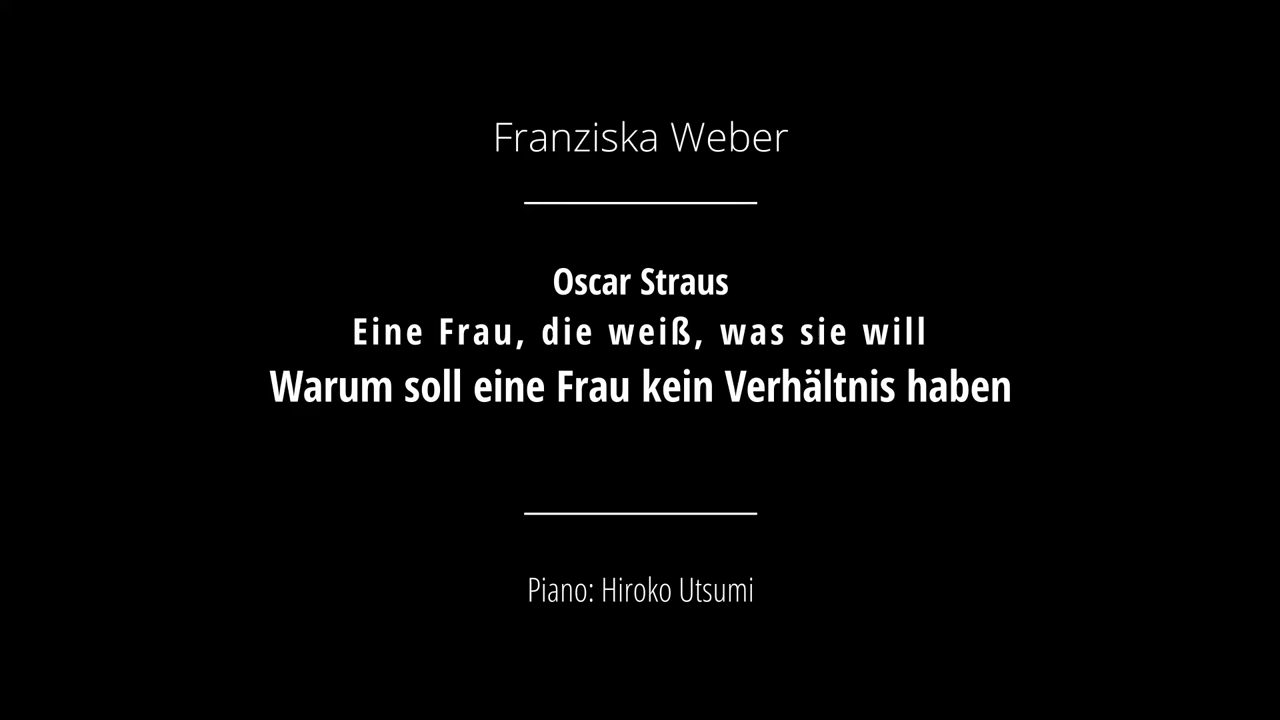 Franziska Weber
Oscar Straus
Eine Frau, die weiß, was sie will
Warum soll eine Frau kein Verhältnis haben
Piano: Hiroko Utsumi